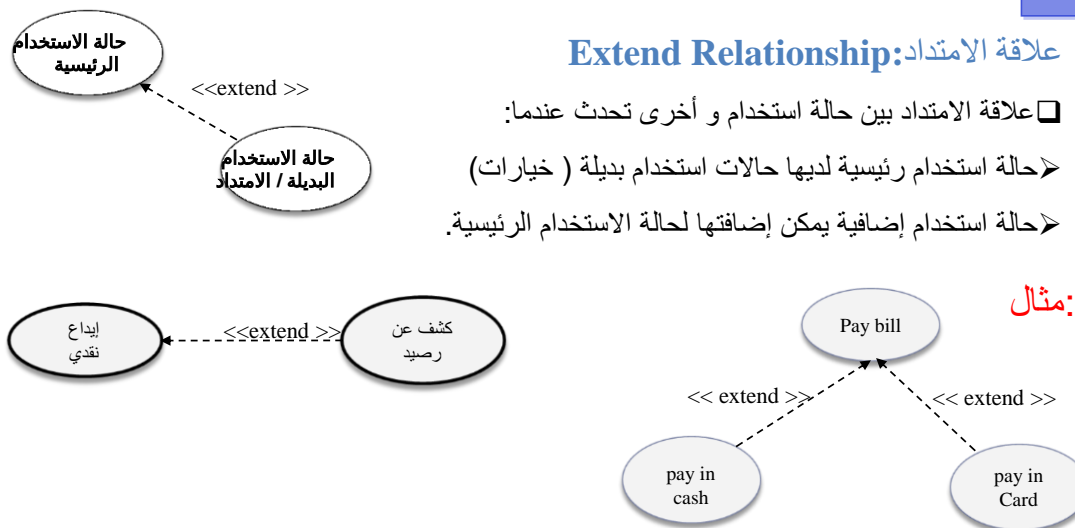 علاقة الامتداد:Extend Relationship
❑علاقة الامتداد بين حالة استخدام و أخرى تحدث عندما:
➢حالة استخدام رئيسية لديها حالات استخدام بديلة ( خيارات)
➢حالة استخدام إضافية يمكن إضافتها لحالة الاستخدام الرئيسية.
حالة الاستخدام
الرئيسية
<<extend >>
حالة الاستخدام
البديلة / الامتداد
مثال:
Pay bill
<< extend >>
<< extend >>
pay in
cash
pay in
Card
كشف عن
رصيد
<<extend >>
إيداع
نقدي